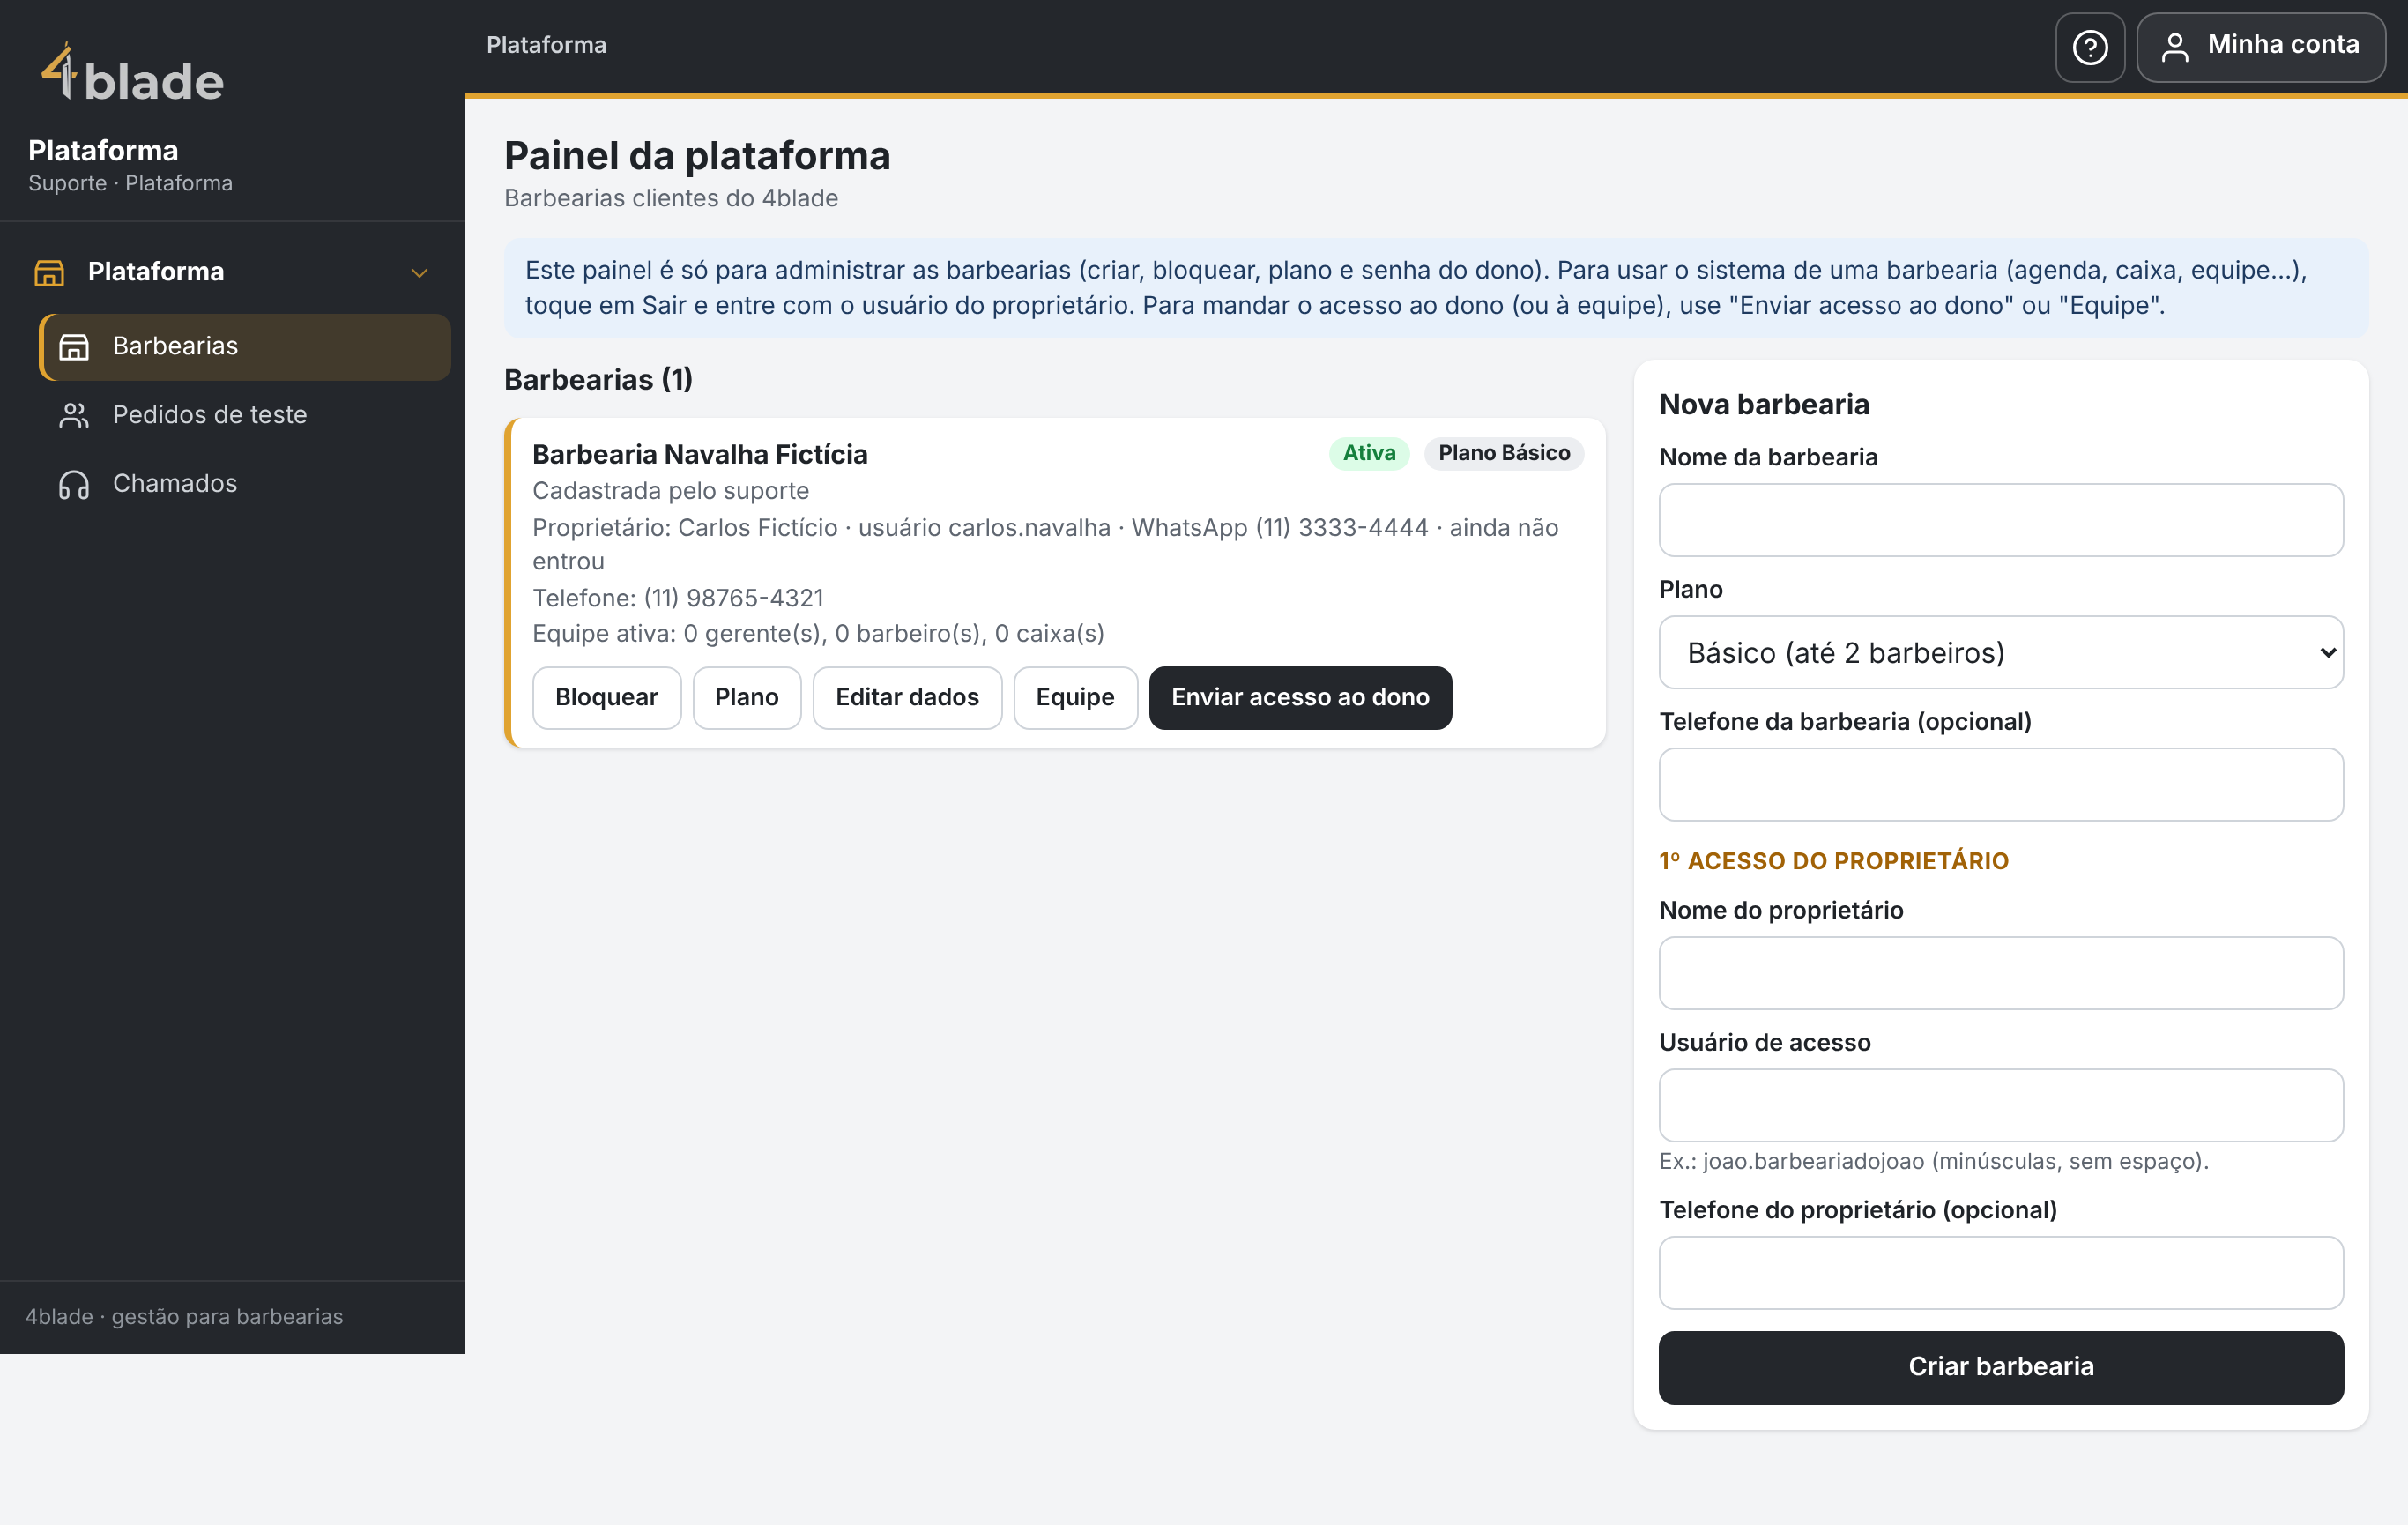 4blade
Plataforma
Suporte · Plataforma
Plataforma
Barbearias
Pedidos de teste
Chamados
4blade · gestão para barbearias
Plataforma
Minha conta
Painel da plataforma
Barbearias clientes do 4blade
Este painel é só para administrar as barbearias (criar, bloquear, plano e senha do dono). Para usar o sistema de uma barbearia (agenda, caixa, equipe...),
toque em Sair e entre com o usuário do proprietário. Para mandar o acesso ao dono (ou à equipe), use "Enviar acesso ao dono" ou "Equipe".
Barbearias (1)
Barbearia Navalha Fictícia
Ativa
Plano Básico
Cadastrada pelo suporte
Proprietário: Carlos Fictício · usuário carlos.navalha · WhatsApp (11) 3333-4444 · ainda não
entrou
Telefone: (11) 98765-4321
Equipe ativa: 0 gerente(s), 0 barbeiro(s), 0 caixa(s)
Bloquear
Plano
Editar dados
Equipe
Enviar acesso ao dono
Nova barbearia
Nome da barbearia
Plano
Básico (até 2 barbeiros)
Telefone da barbearia (opcional)
1º ACESSO DO PROPRIETÁRIO
Nome do proprietário
Usuário de acesso
Ex.: joao.barbeariadojoao (minúsculas, sem espaço).
Telefone do proprietário (opcional)
Criar barbearia